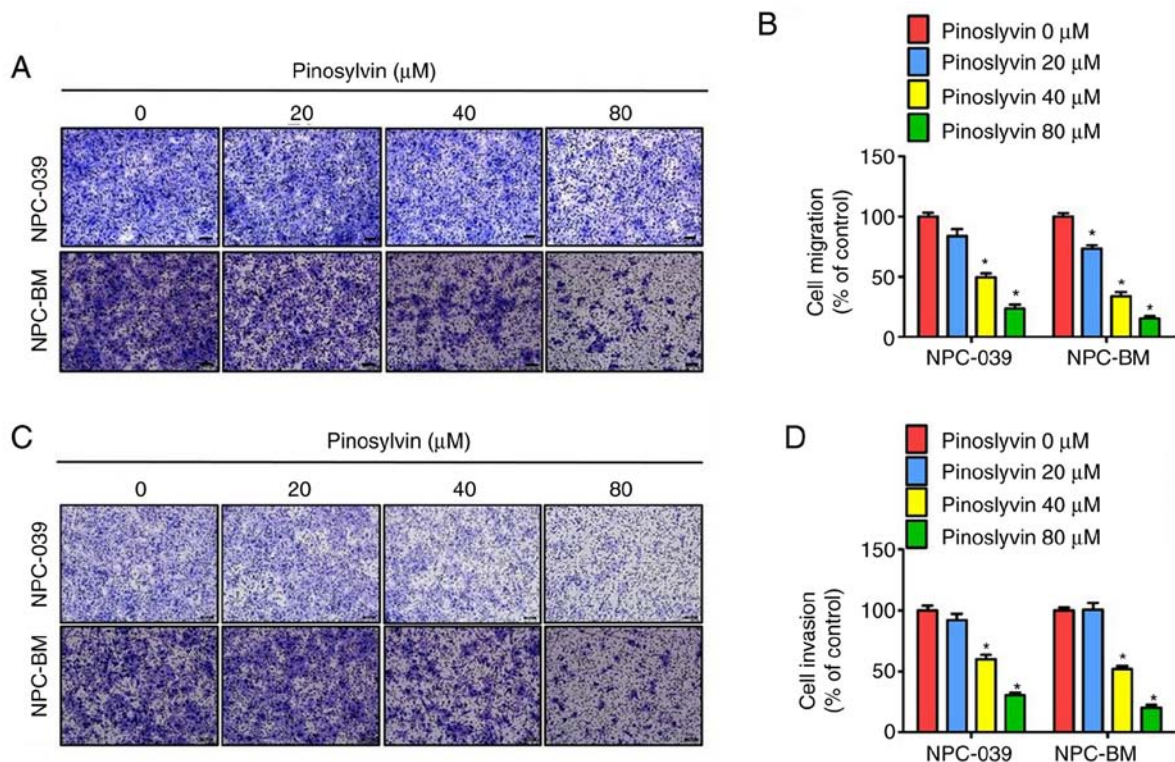 A
Pinosylvin (μM)
0 20 40 80
NPC-039
NPC-BM
B
Pinoslyvin 0 μM
Pinoslyvin 20 μM
Pinoslyvin 40 μM
Pinoslyvin 80 μM
Cell migration
(% of control)
150
100
50
0
* * * * *
NPC-039 NPC-BM
C
Pinosylvin (μM)
0 20 40 80
NPC-039
NPC-BM
D
Pinoslyvin 0 μM
Pinoslyvin 20 μM
Pinoslyvin 40 μM
Pinoslyvin 80 μM
Cell invasion
(% of control)
150
100
50
0
* * * *
NPC-039 NPC-BM